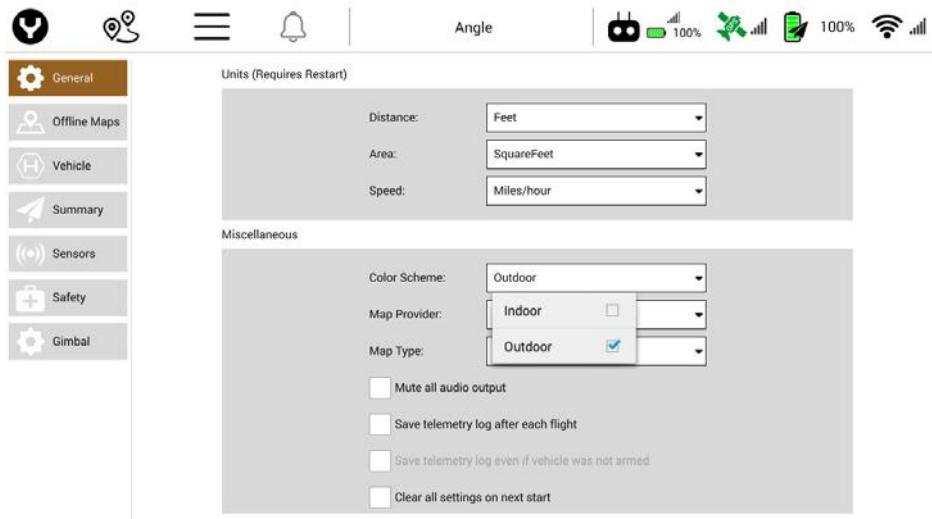 Angle
100%
100%
General
Offline Maps
Vehicle
Summary
Sensors
Safety
Gimbal
Units (Requires Restart)
Distance: Feet
Area: SquareFeet
Speed: Miles/hour
Miscellaneous
Color Scheme: Outdoor
Indoor
Map Provider:
Outdoor
Map Type:
Mute all audio output
Save telemetry log after each flight
Save telemetry log even if vehicle was not armed
Clear all settings on next start